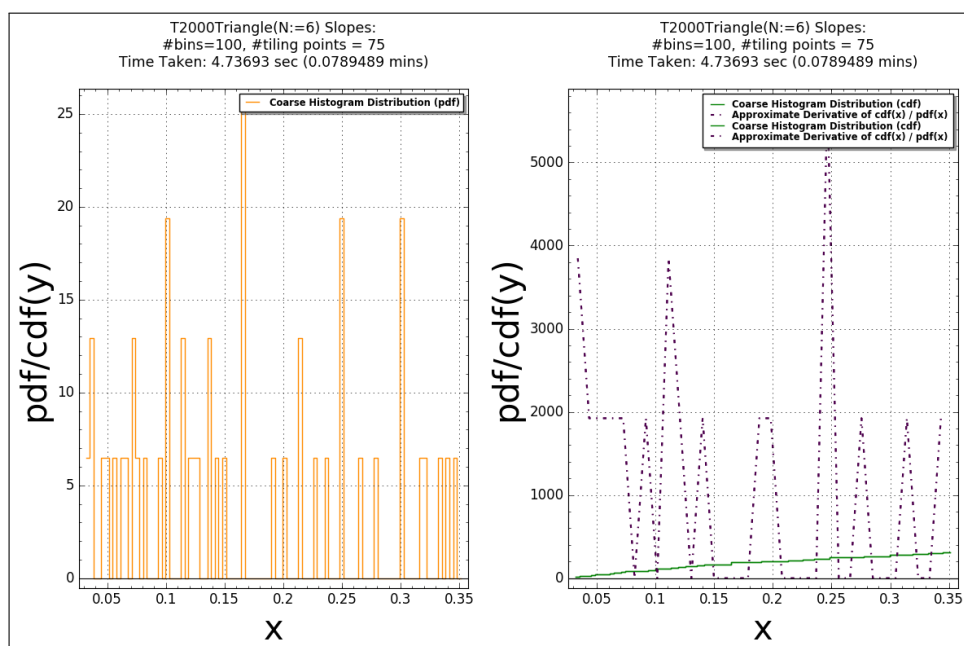 T2000Triangle(N:=6) Slopes:
#bins=100, #tiling points = 75
Time Taken: 4.73693 sec (0.0789489 mins)
Coarse Histogram Distribution (pdf)
25
20
15
10
5
0
pdf/cdf(y)
0.05 0.1 0.15 0.2 0.25 0.3 0.35
x
T2000Triangle(N:=6) Slopes:
#bins=100, #tiling points = 75
Time Taken: 4.73693 sec (0.0789489 mins)
Coarse Histogram Distribution (cdf)
Approximate Derivative of cdf(x) / pdf(x)
Coarse Histogram Distribution (cdf)
Approximate Derivative of cdf(x) / pdf(x)
5000
4000
3000
2000
1000
0
pdf/cdf(y)
0.05 0.1 0.15 0.2 0.25 0.3 0.35
x